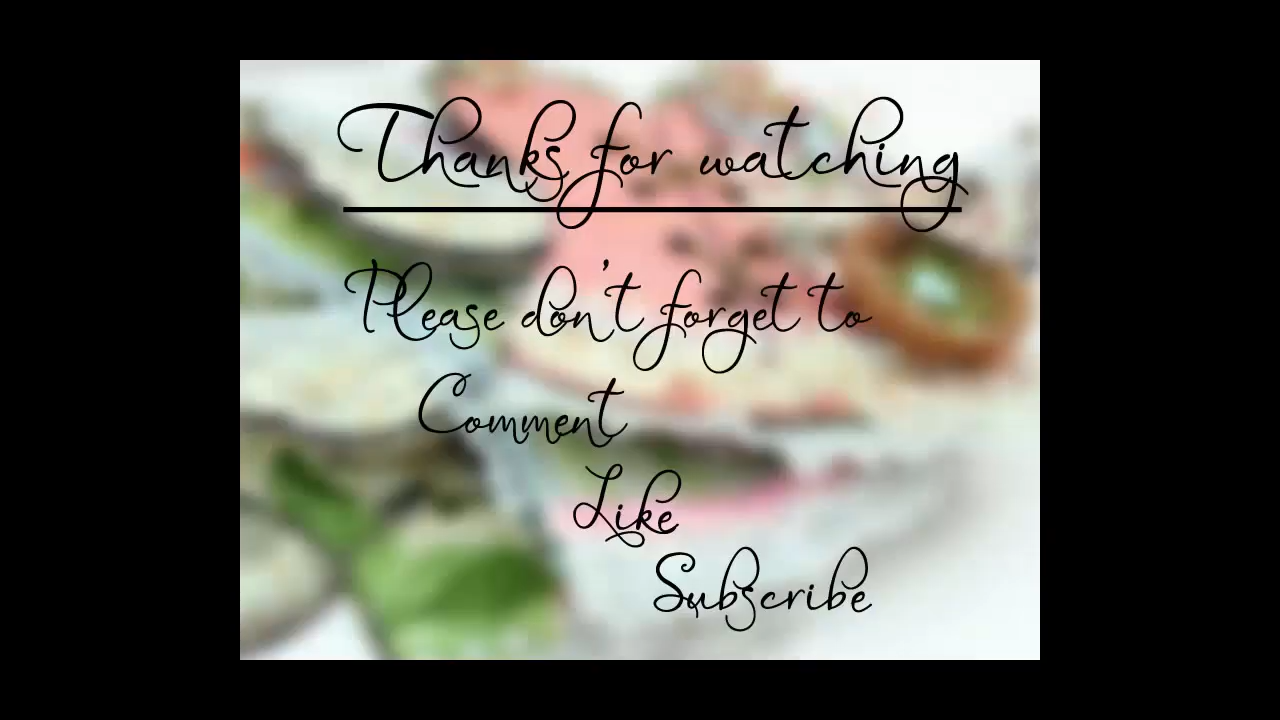 Thanks for watching
Please don't forget to
Comment
Like
Subscribe